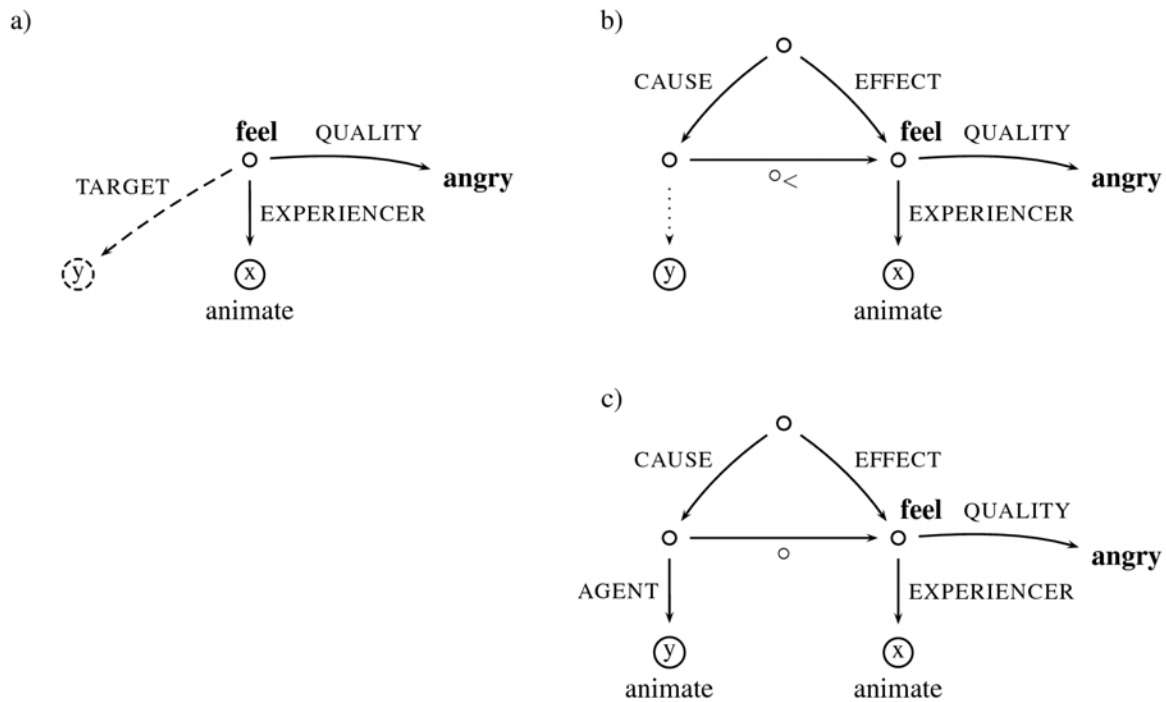 a)
feel QUALITY
TARGET
angry
EXPERIENCER
y
x
animate
b)
CAUSE EFFECT
feel QUALITY
∘<
angry
EXPERIENCER
y
x
animate
c)
CAUSE EFFECT
feel QUALITY
∘
angry
AGENT
EXPERIENCER
y
x
animate
animate